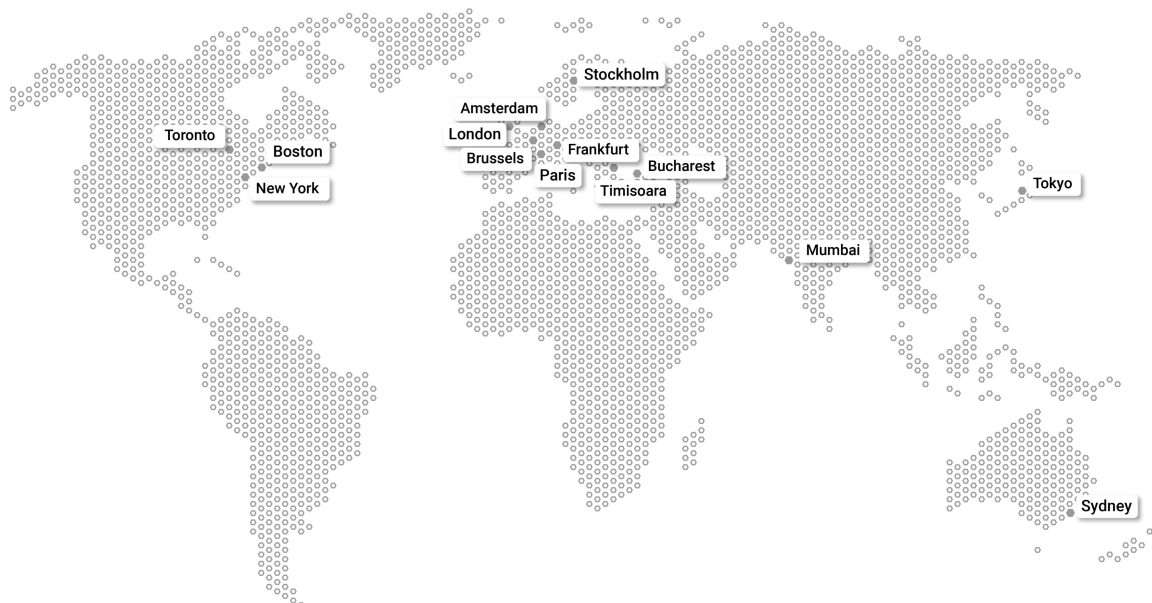 Stockholm
Amsterdam
Toronto
London
Boston
Frankfurt
Brussels
Bucharest
Paris
Tokyo
New York
Timisoara
Mumbai
Sydney